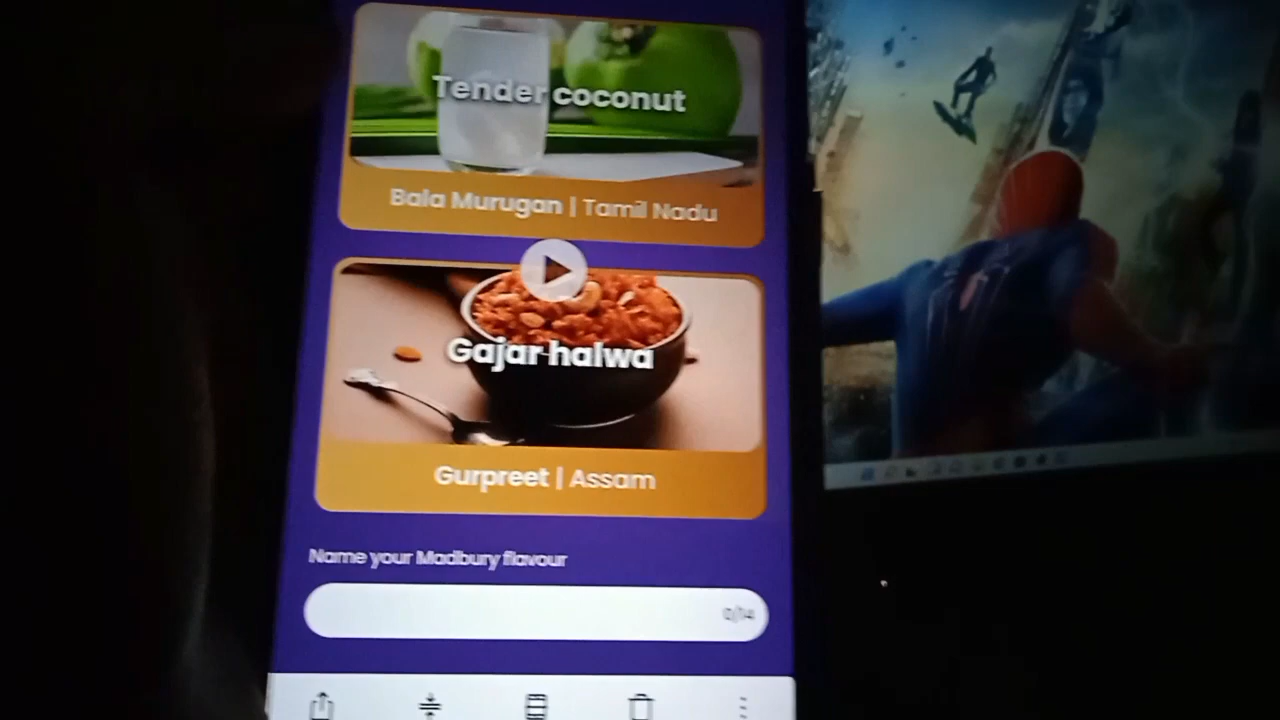 Tender coconut
Bala Murugan | Tamil Nadu
Gajar halwa
Gurpreet | Assam
Name your Madbury flavour
0/14